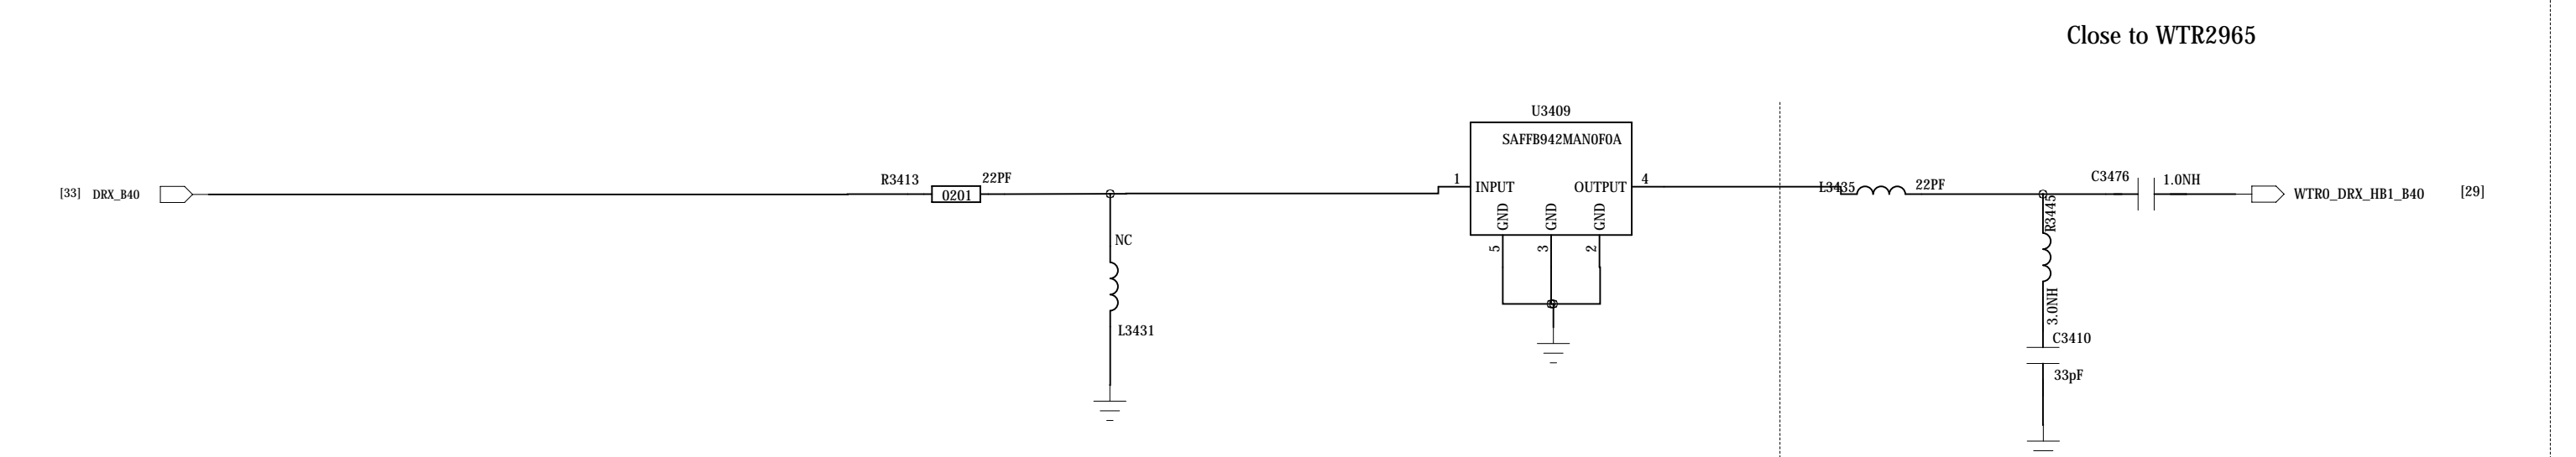 Close to WTR2965
U3409
SAFFB942MAN0F0A
[33] DRX_B40
R3413
22PF
0201
1
INPUT
OUTPUT
4
GND
GND
GND
5
3
2
L3435
22PF
C3476
1.0NH
WTR0_DRX_HB1_B40
[29]
R3445
NC
3.0NH
L3431
C3410
33pF